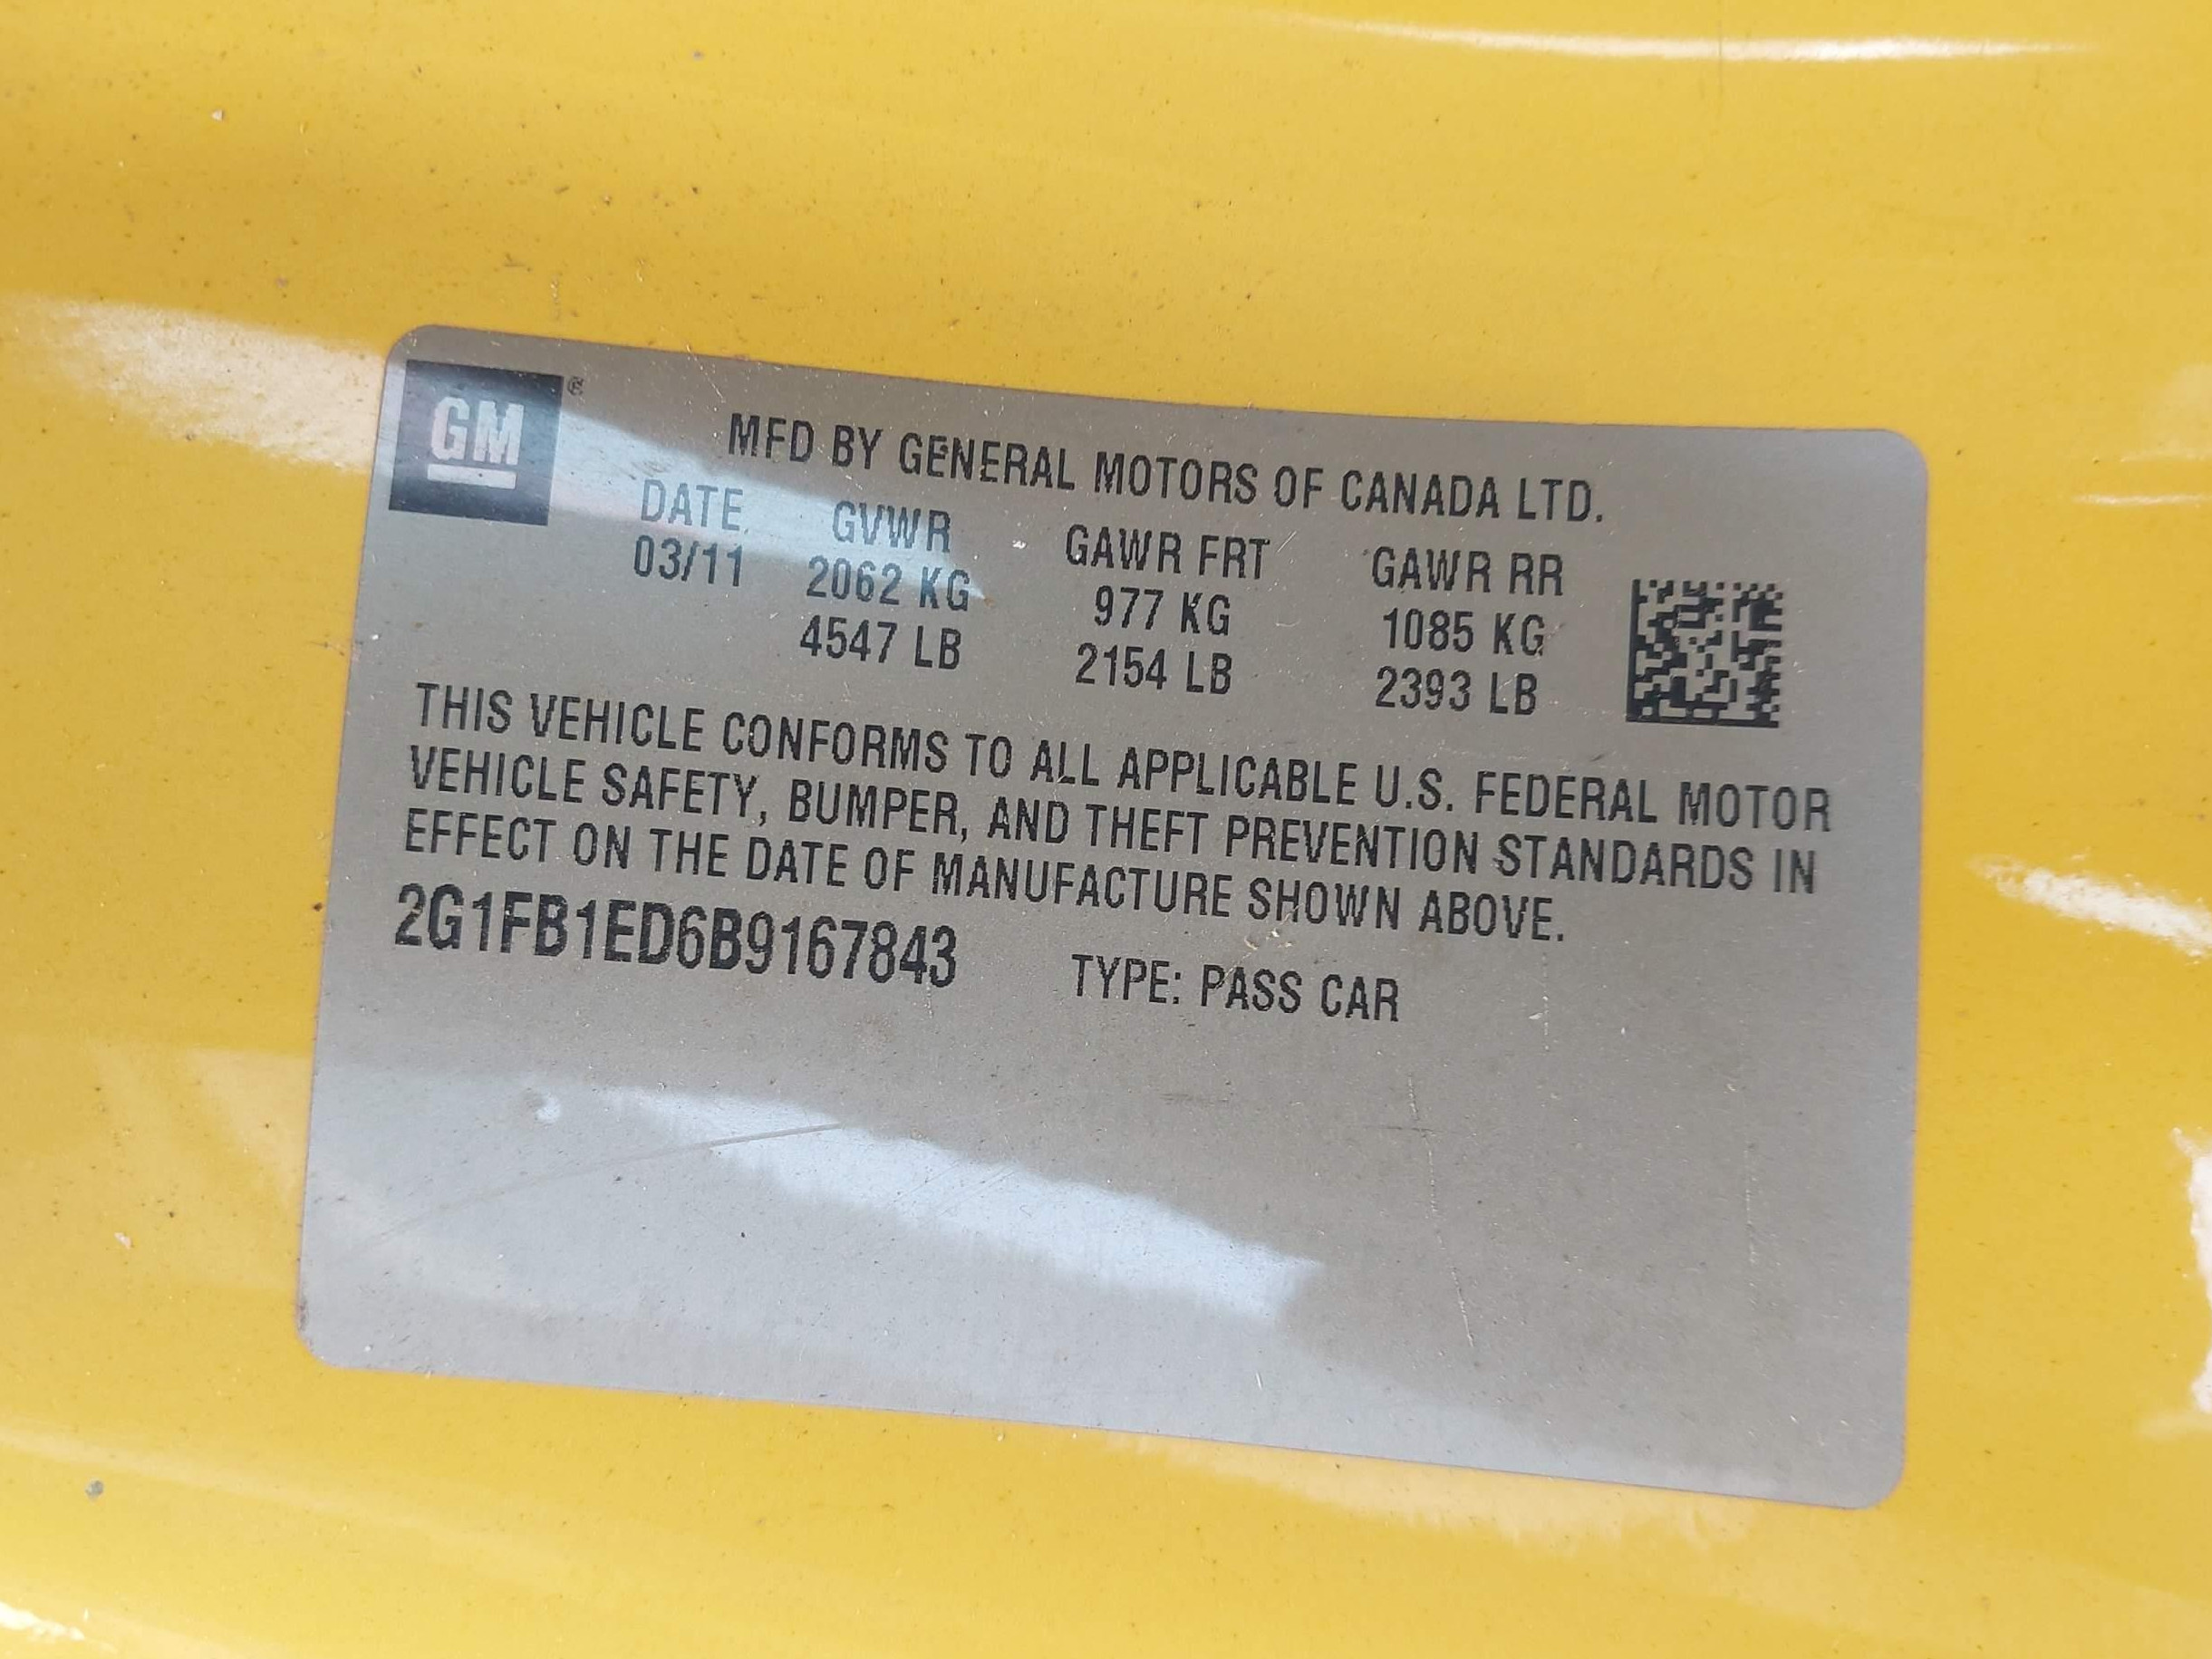 GM®
MFD BY GENERAL MOTORS OF CANADA LTD.
DATE GVWR GAWR FRT GAWR RR
03/11 2062 KG 977 KG 1085 KG
4547 LB 2154 LB 2393 LB
THIS VEHICLE CONFORMS TO ALL APPLICABLE U.S. FEDERAL MOTOR
VEHICLE SAFETY, BUMPER, AND THEFT PREVENTION STANDARDS IN
EFFECT ON THE DATE OF MANUFACTURE SHOWN ABOVE.
2G1FB1ED6B9167843 TYPE: PASS CAR